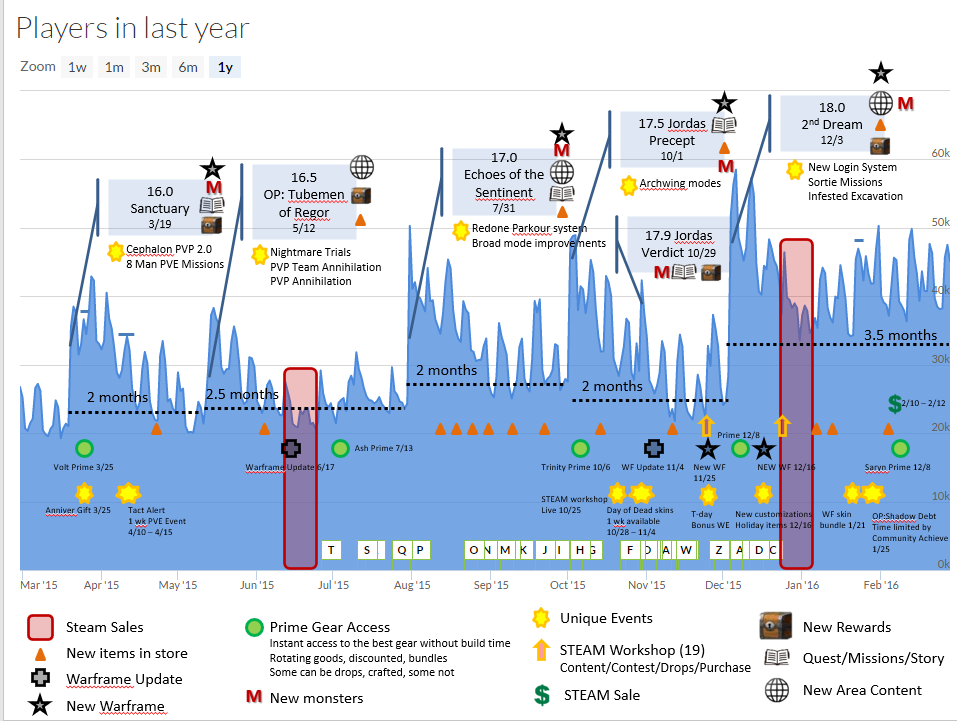 Players in last year
Zoom 1w 1m 3m 6m 1y
16.0
Sanctuary
3/19
Cephalon PVP 2.0
8 Man PVE Missions
16.5
OP: Tubemen
of Regor
5/12
Nightmare Trials
PVP Team Annihilation
PVP Annihilation
17.0
Echoes of the
Sentinent
7/31
Redone Parkour system
Broad mode improvements
17.5 Jordas
Precept
10/1
Archwing modes
17.9 Jordas
Verdict 10/29
18.0
2nd Dream
12/3
New Login System
Sortie Missions
Infested Excavation
M
M
M
M
M
60k
50k
40k
30k
20k
10k
0k
2 months
2.5 months
2 months
2 months
3.5 months
$ 2/10 – 2/12
Volt Prime 3/25
Warframe Update 6/17
Ash Prime 7/13
Trinity Prime 10/6
WF Update 11/4
New WF
11/25
Prime 12/8
NEW WF 12/16
Saryn Prime 12/8
Anniver Gift 3/25
Tact Alert
1 wk PVE Event
4/10 – 4/15
STEAM workshop
Live 10/25
Day of Dead skins
1 wk available
10/28 – 11/4
T-day
Bonus WE
New customizations
Holiday items 12/16
WF skin
bundle 1/21
OP:Shadow Debt
Time limited by
Community Achieve
1/25
T S Q P O N M K J I H G F D A W Z A D C
Mar '15 Apr '15 May '15 Jun '15 Jul '15 Aug '15 Sep '15 Oct '15 Nov '15 Dec '15 Jan '16 Feb '16
Steam Sales
New items in store
Warframe Update
New Warframe
Prime Gear Access
Instant access to the best gear without build time
Rotating goods, discounted, bundles
Some can be drops, crafted, some not
M New monsters
Unique Events
STEAM Workshop (19)
Content/Contest/Drops/Purchase
$ STEAM Sale
New Rewards
Quest/Missions/Story
New Area Content